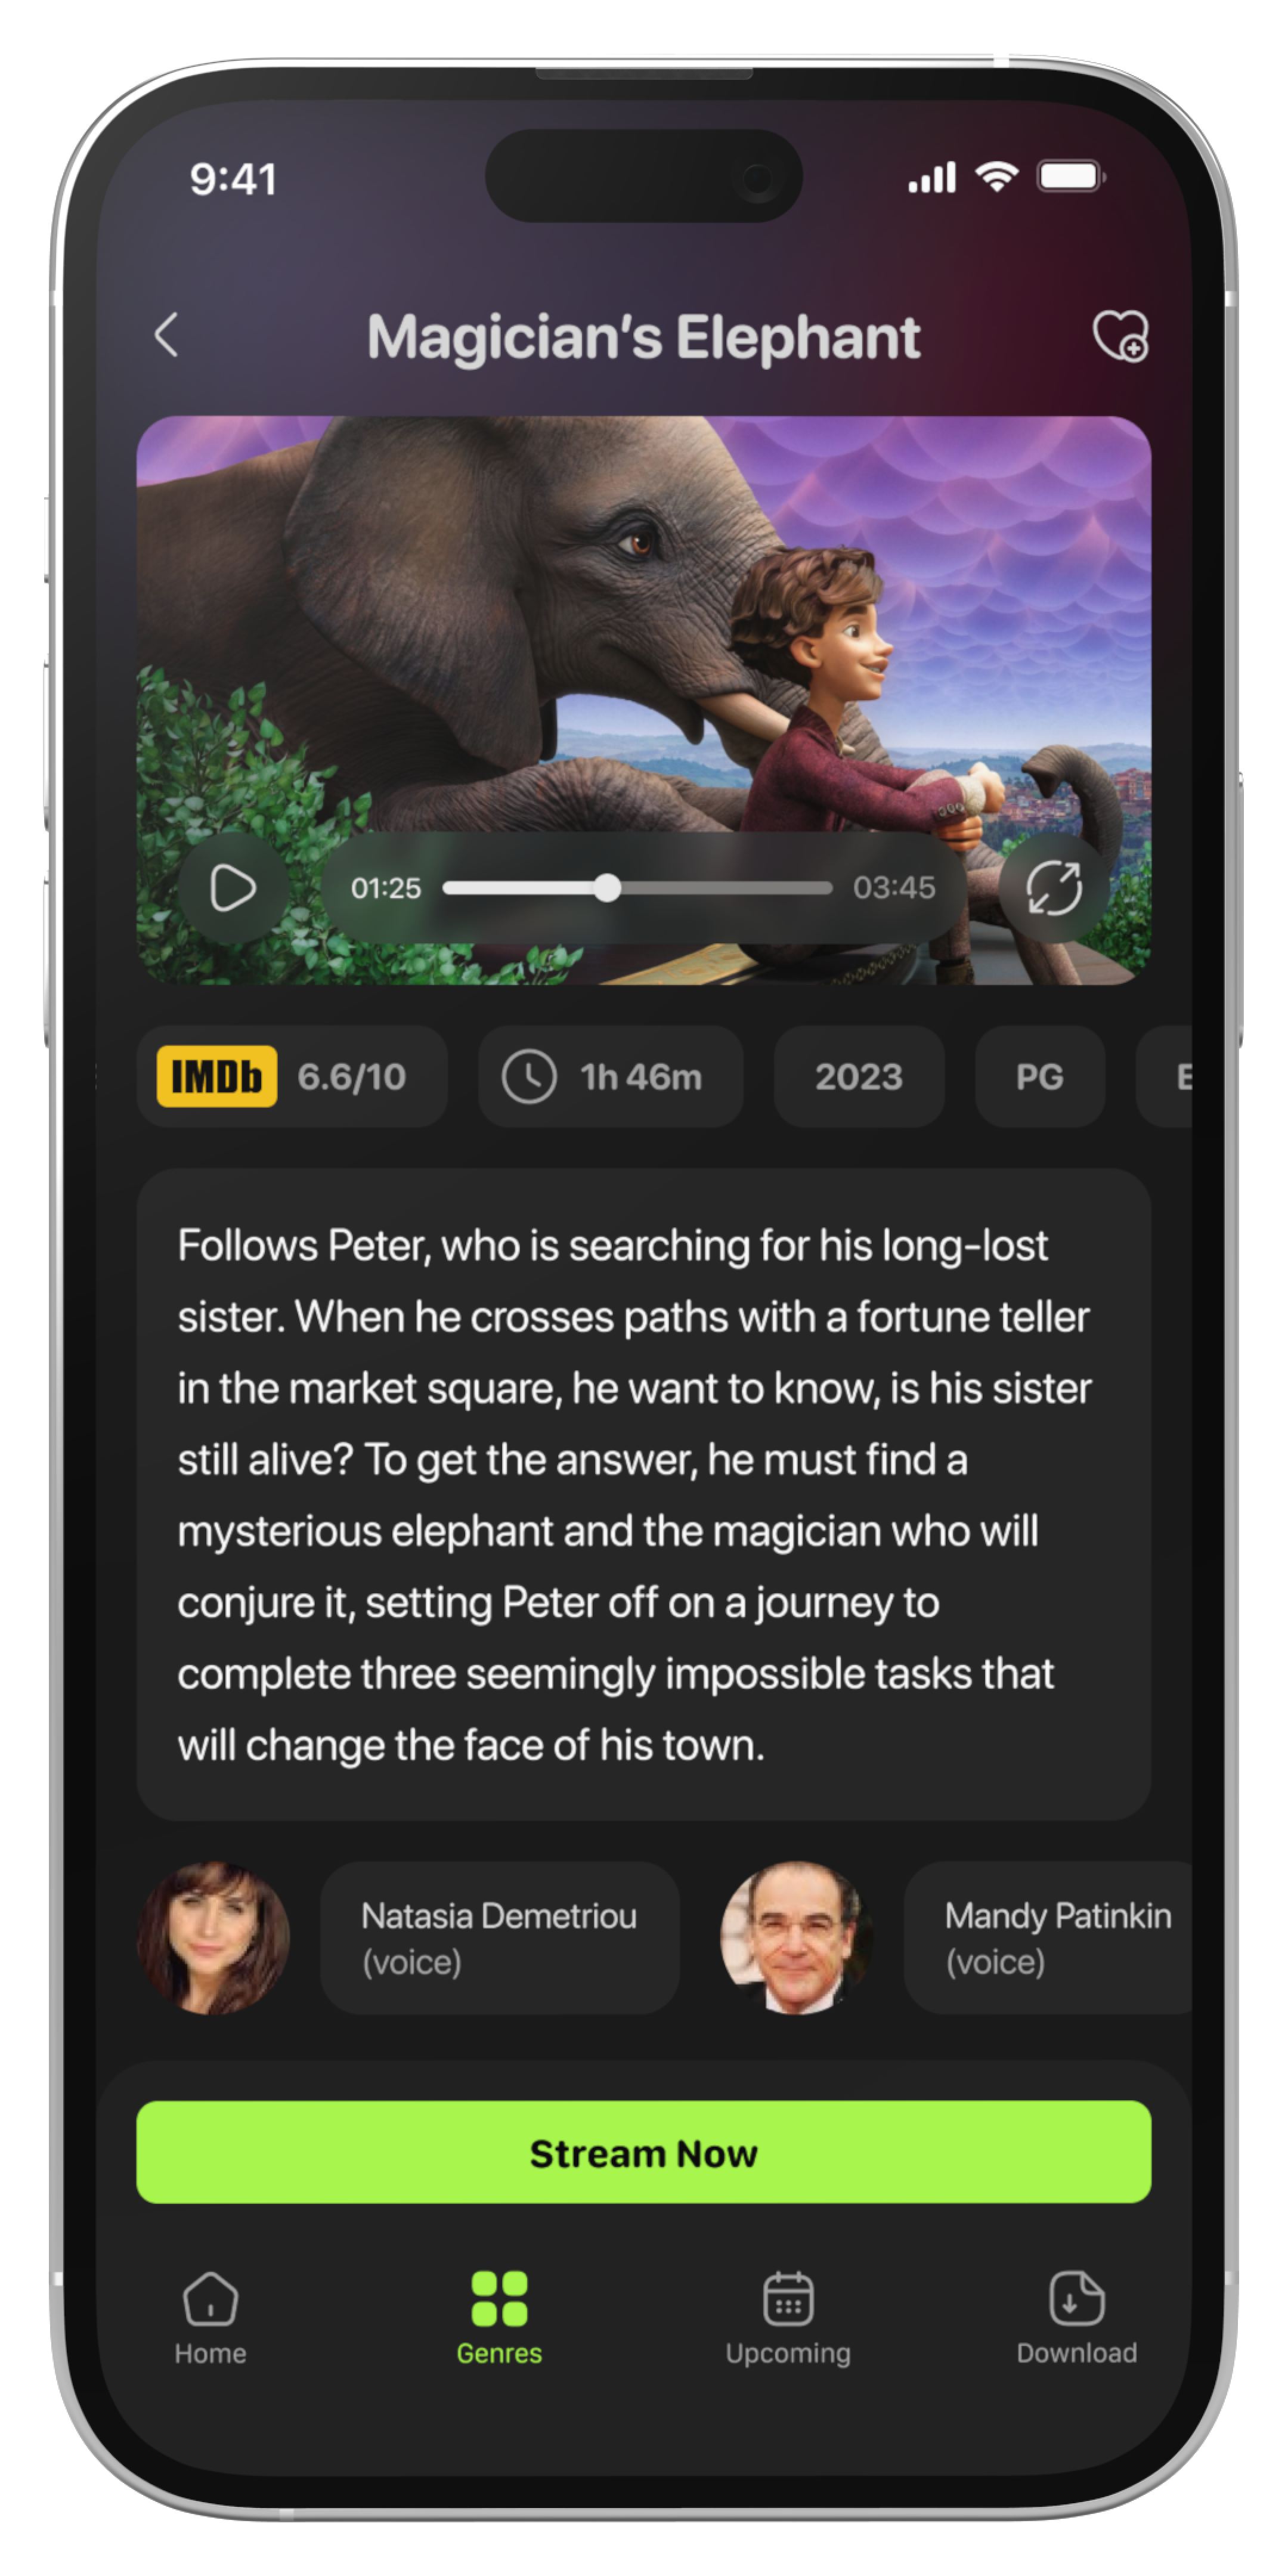 9:41
Magician's Elephant
01:25
03:45
IMDb 6.6/10
1h 46m
2023
PG
Follows Peter, who is searching for his long-lost
sister. When he crosses paths with a fortune teller
in the market square, he want to know, is his sister
still alive? To get the answer, he must find a
mysterious elephant and the magician who will
conjure it, setting Peter off on a journey to
complete three seemingly impossible tasks that
will change the face of his town.
Natasia Demetriou
(voice)
Mandy Patinkin
(voice)
Stream Now
Home
Genres
Upcoming
Download